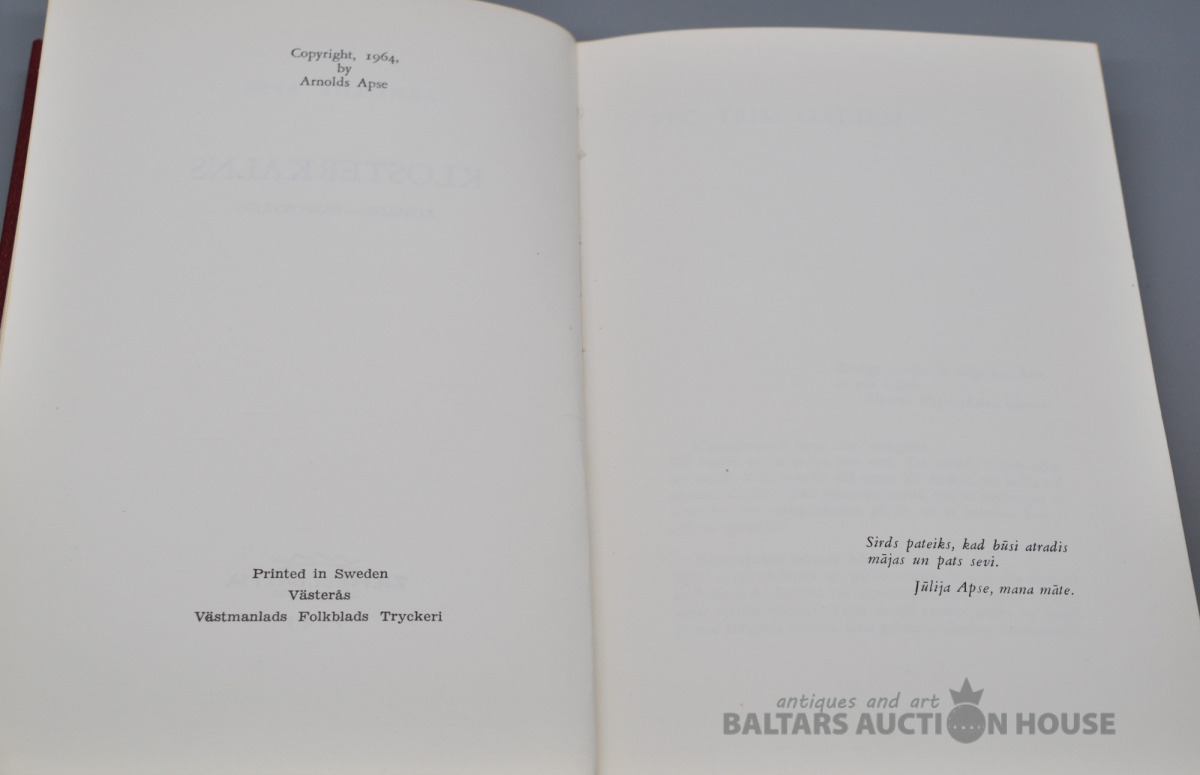 Copyright, 1964,
by
Arnolds Apse
KLOSTERKALNS
Printed in Sweden
Västerås
Västmanlads Folkblads Tryckeri
Sirds pateiks, kad būsi atradis
mājas un pats sevi.
Jūlija Apse, mana māte.
antiques and art
BALTARS AUCTION HOUSE